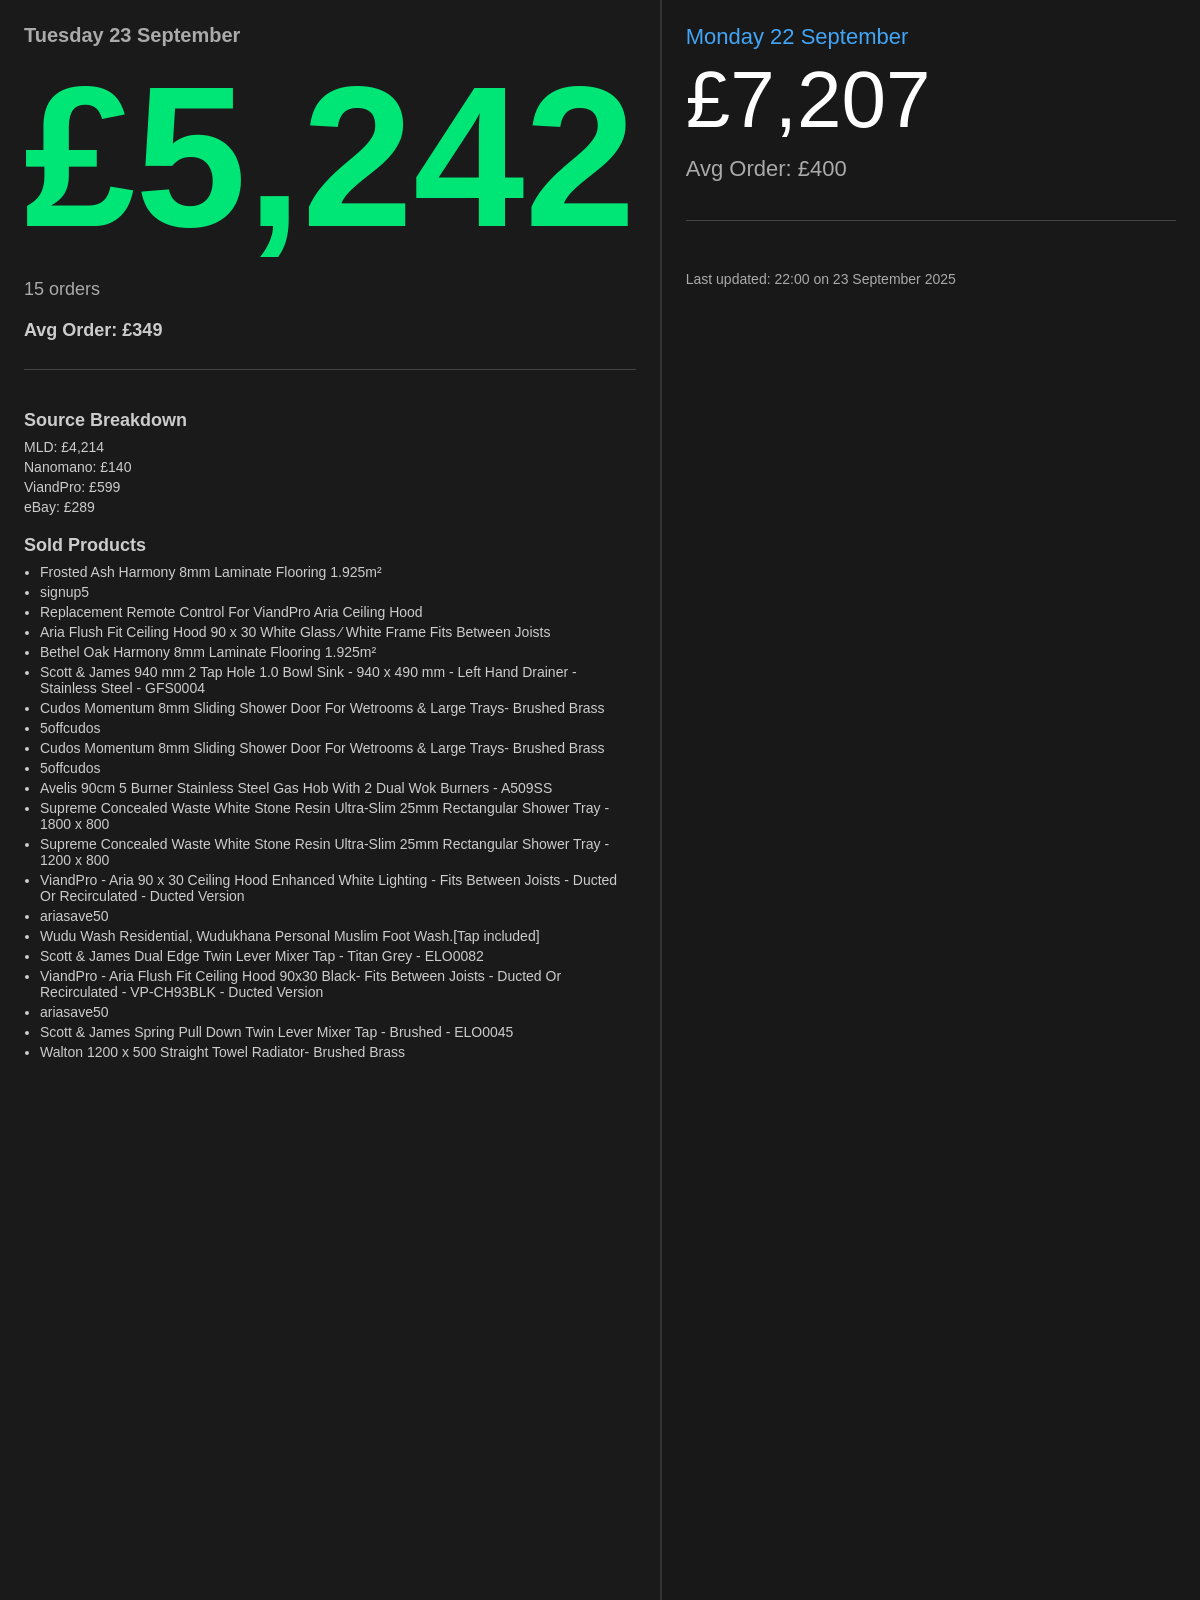 Tuesday 23 September
£5,242
15 orders
Avg Order: £349
Source Breakdown
MLD: £4,214
Nanomano: £140
ViandPro: £599
eBay: £289
Sold Products
• Frosted Ash Harmony 8mm Laminate Flooring 1.925m²
• signup5
• Replacement Remote Control For ViandPro Aria Ceiling Hood
• Aria Flush Fit Ceiling Hood 90 x 30 White Glass ⁄ White Frame Fits Between Joists
• Bethel Oak Harmony 8mm Laminate Flooring 1.925m²
• Scott & James 940 mm 2 Tap Hole 1.0 Bowl Sink - 940 x 490 mm - Left Hand Drainer -
Stainless Steel - GFS0004
• Cudos Momentum 8mm Sliding Shower Door For Wetrooms & Large Trays- Brushed Brass
• 5offcudos
• Cudos Momentum 8mm Sliding Shower Door For Wetrooms & Large Trays- Brushed Brass
• 5offcudos
• Avelis 90cm 5 Burner Stainless Steel Gas Hob With 2 Dual Wok Burners - A509SS
• Supreme Concealed Waste White Stone Resin Ultra-Slim 25mm Rectangular Shower Tray -
1800 x 800
• Supreme Concealed Waste White Stone Resin Ultra-Slim 25mm Rectangular Shower Tray -
1200 x 800
• ViandPro - Aria 90 x 30 Ceiling Hood Enhanced White Lighting - Fits Between Joists - Ducted
Or Recirculated - Ducted Version
• ariasave50
• Wudu Wash Residential, Wudukhana Personal Muslim Foot Wash.[Tap included]
• Scott & James Dual Edge Twin Lever Mixer Tap - Titan Grey - ELO0082
• ViandPro - Aria Flush Fit Ceiling Hood 90x30 Black- Fits Between Joists - Ducted Or
Recirculated - VP-CH93BLK - Ducted Version
• ariasave50
• Scott & James Spring Pull Down Twin Lever Mixer Tap - Brushed - ELO0045
• Walton 1200 x 500 Straight Towel Radiator- Brushed Brass
Monday 22 September
£7,207
Avg Order: £400
Last updated: 22:00 on 23 September 2025